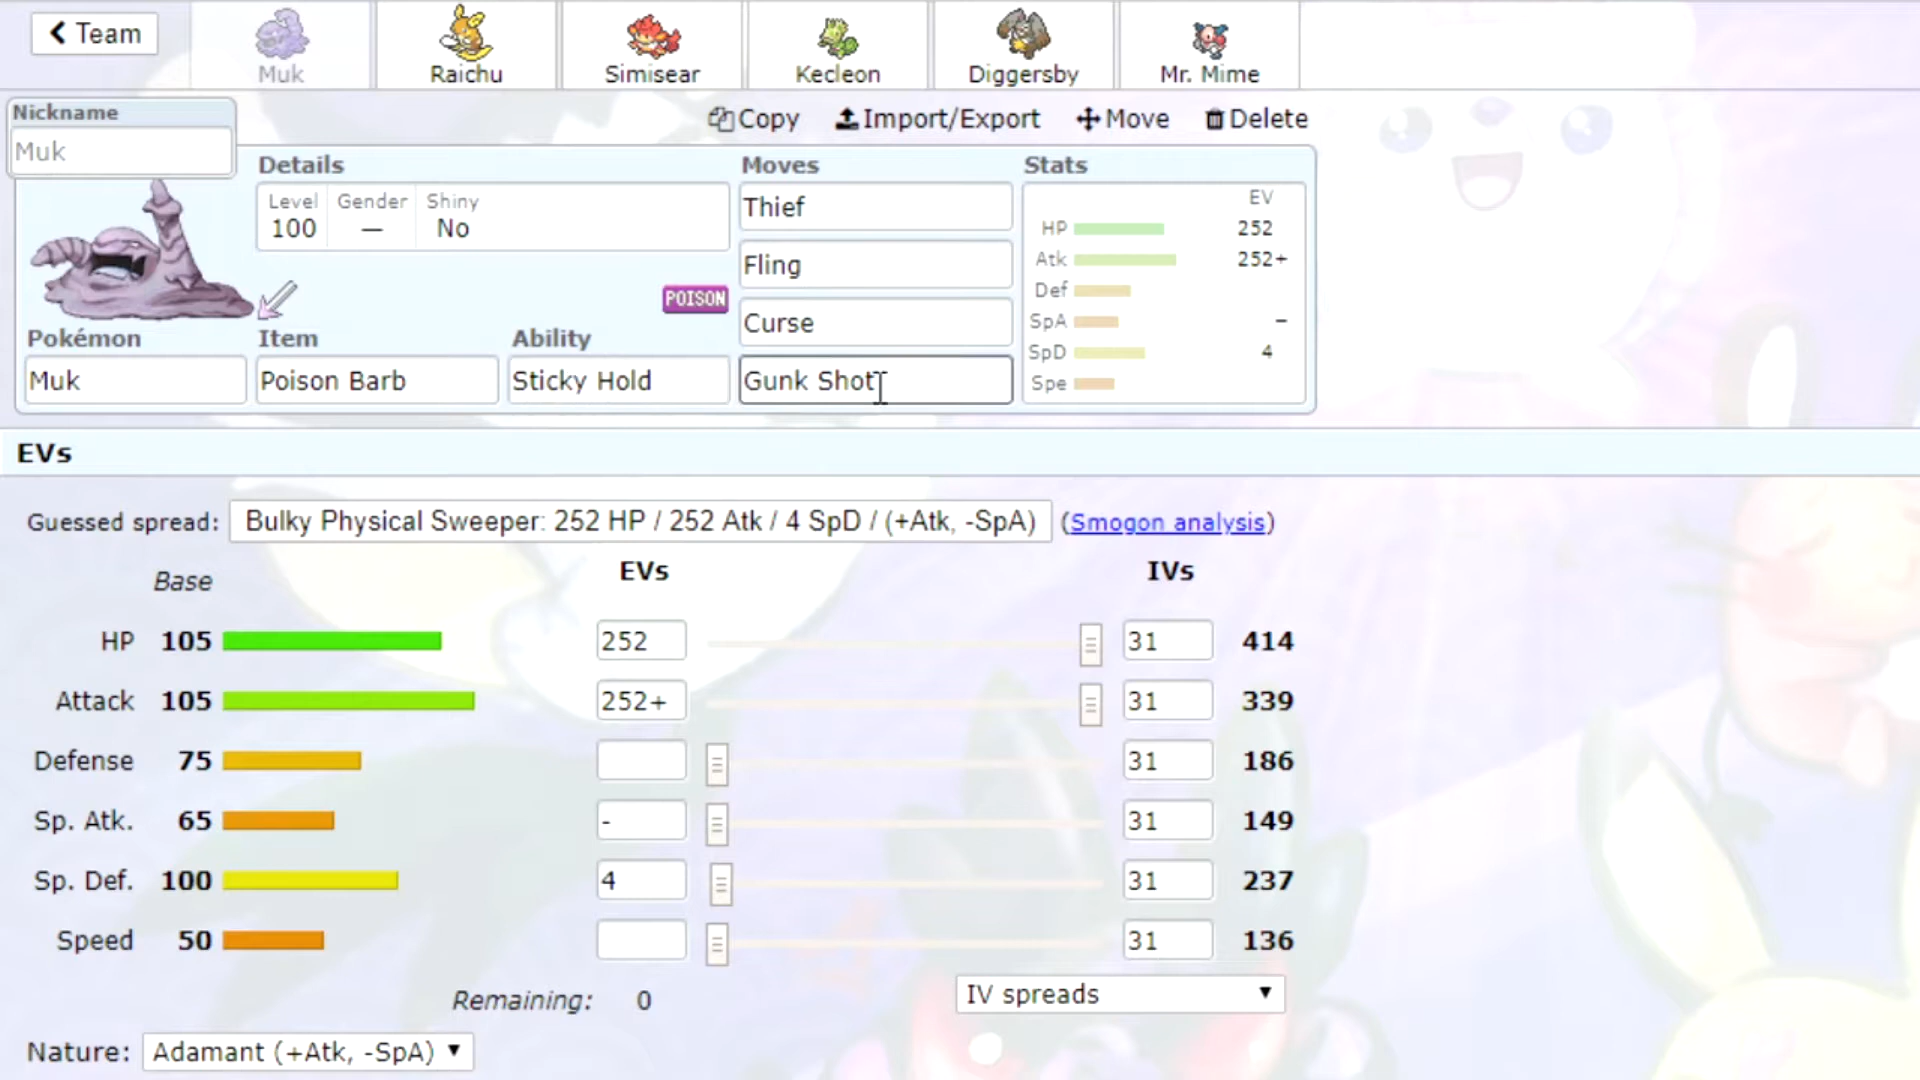 Team
Muk
Raichu
Simisear
Kecleon
Diggersby
Mr. Mime
Nickname
Muk
Copy
Import/Export
Move
Delete
Details
Moves
Stats
Level
Gender
Shiny
100
—
No
Thief
Fling
Curse
Gunk Shot
EV
HP 252
Atk 252+
Def
SpA –
SpD 4
Spe
POISON
Pokémon
Item
Ability
Muk
Poison Barb
Sticky Hold
EVs
Guessed spread: Bulky Physical Sweeper: 252 HP / 252 Atk / 4 SpD / (+Atk, -SpA) (Smogon analysis)
Base EVs IVs
HP 105 252 31 414
Attack 105 252+ 31 339
Defense 75 31 186
Sp. Atk. 65 - 31 149
Sp. Def. 100 4 31 237
Speed 50 31 136
Remaining: 0
IV spreads
Nature: Adamant (+Atk, -SpA)